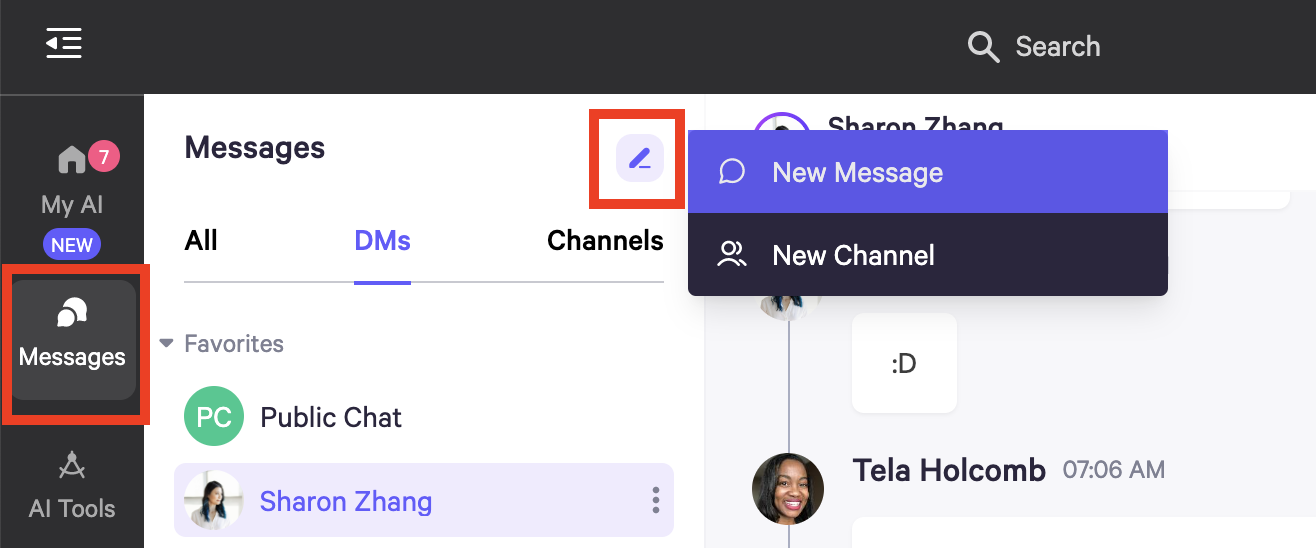 Search
7
My AI
NEW
Messages
AI Tools
Messages
All DMs Channels
Favorites
PC Public Chat
Sharon Zhang
Sharon Zhang
New Message
New Channel
:D
Tela Holcomb 07:06 AM